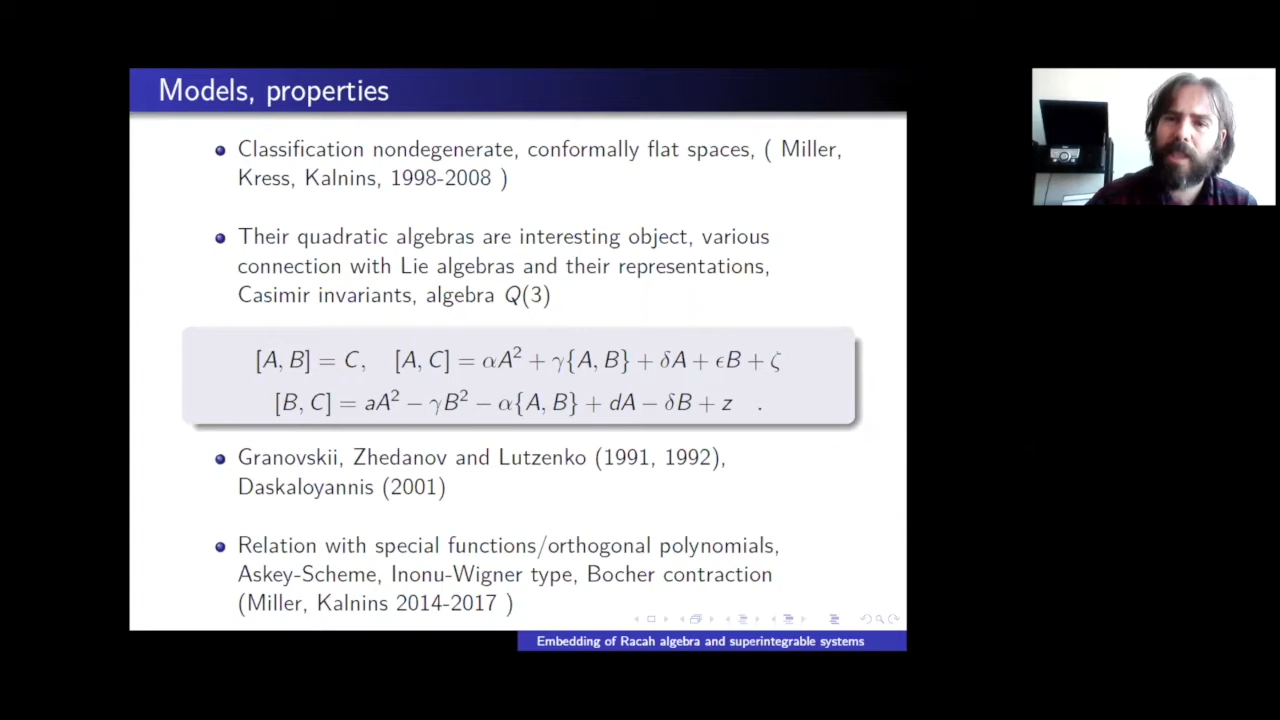 Models, properties
Classification nondegenerate, conformally flat spaces, ( Miller,
Kress, Kalnins, 1998-2008 )
Their quadratic algebras are interesting object, various
connection with Lie algebras and their representations,
Casimir invariants, algebra Q(3)
[A, B] = C, [A, C] = αA² + γ{A, B} + δA + ϵB + ζ
[B, C] = aA² − γB² − α{A, B} + dA − δB + z .
Granovskii, Zhedanov and Lutzenko (1991, 1992),
Daskaloyannis (2001)
Relation with special functions/orthogonal polynomials,
Askey-Scheme, Inonu-Wigner type, Bocher contraction
(Miller, Kalnins 2014-2017 )
Embedding of Racah algebra and superintegrable systems